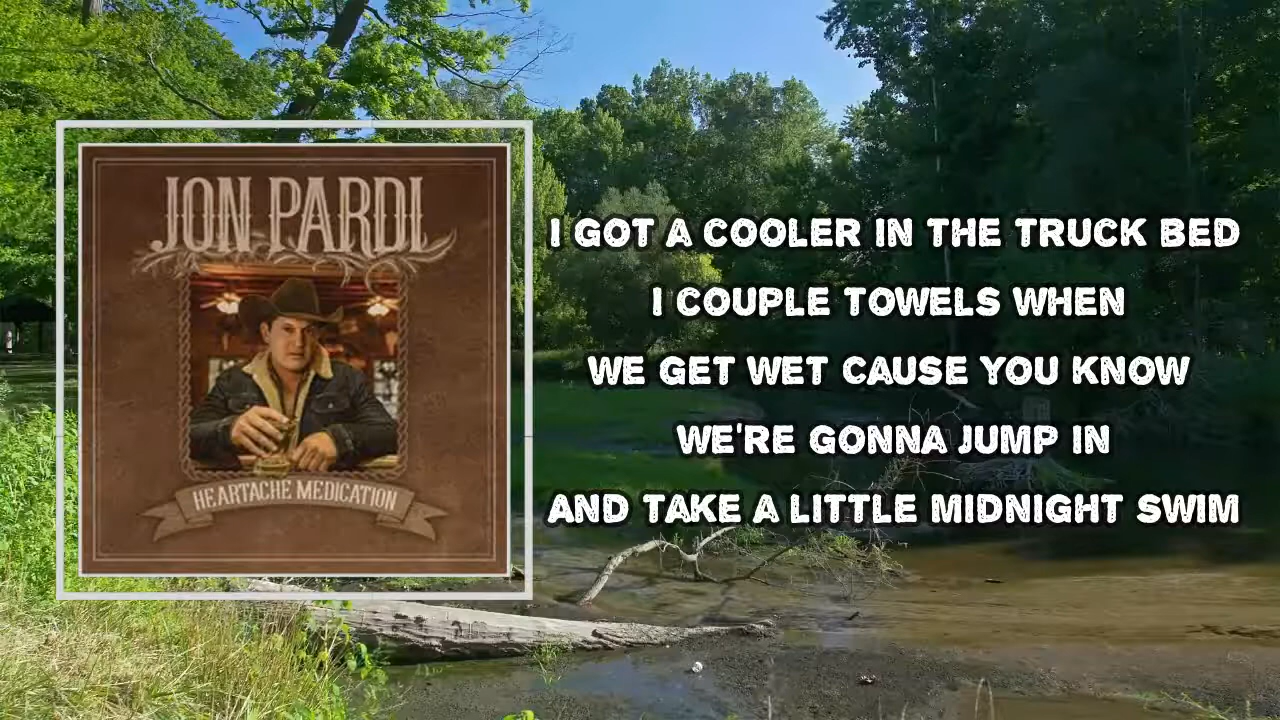 JON PARDI
HEARTACHE MEDICATION
I GOT A COOLER IN THE TRUCK BED
I COUPLE TOWELS WHEN
WE GET WET CAUSE YOU KNOW
WE'RE GONNA JUMP IN
AND TAKE A LITTLE MIDNIGHT SWIM